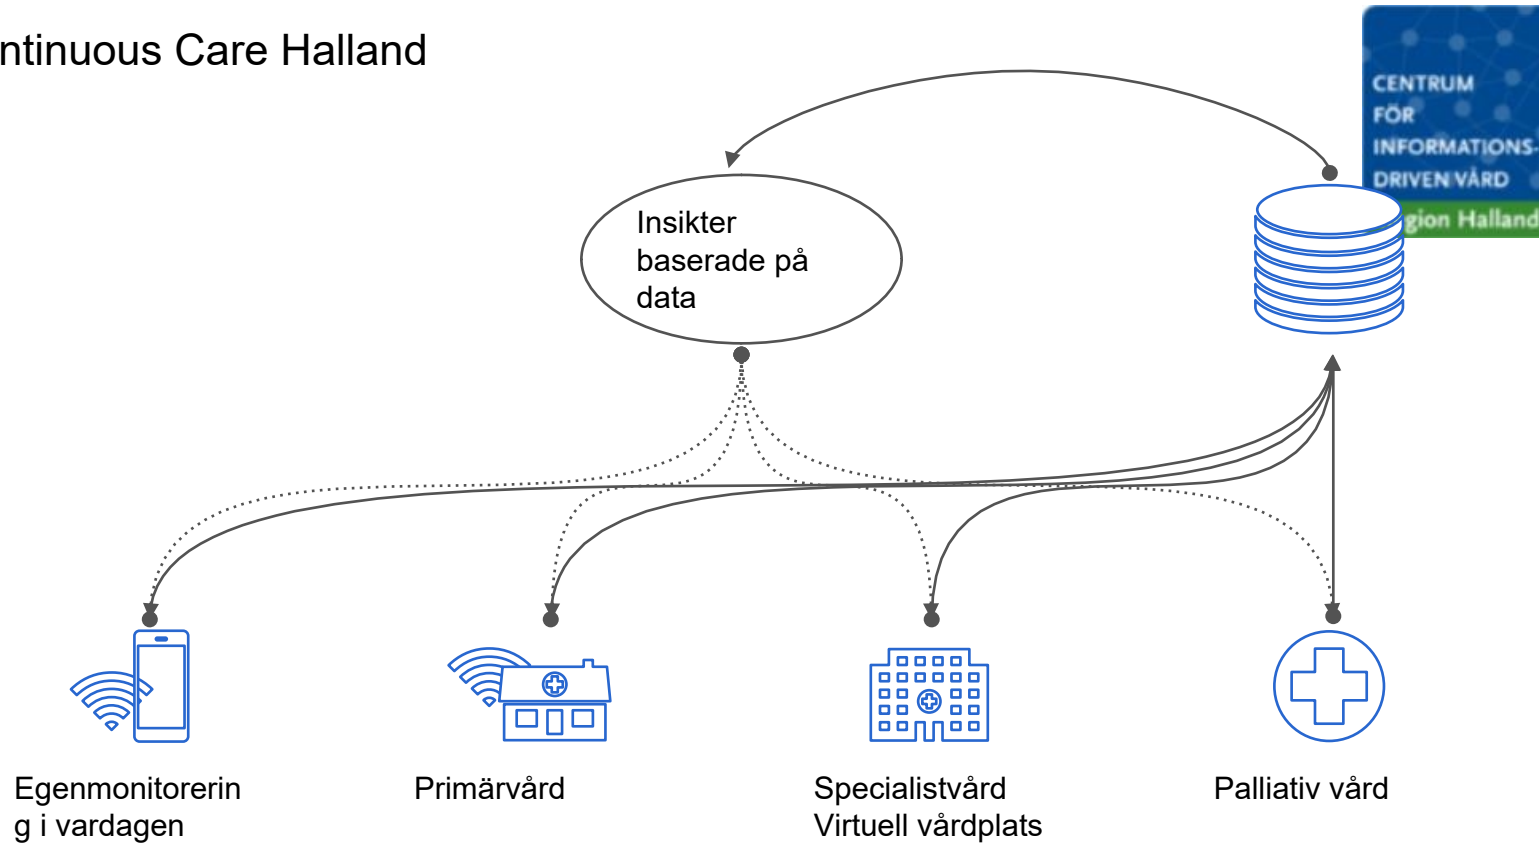 ntinuous Care Halland
CENTRUM
FÖR
INFORMATIONS-
DRIVEN VÅRD
gion Halland
Insikter
baserade på
data
Egenmonitorerin
g i vardagen
Primärvård
Specialistvård
Virtuell vårdplats
Palliativ vård